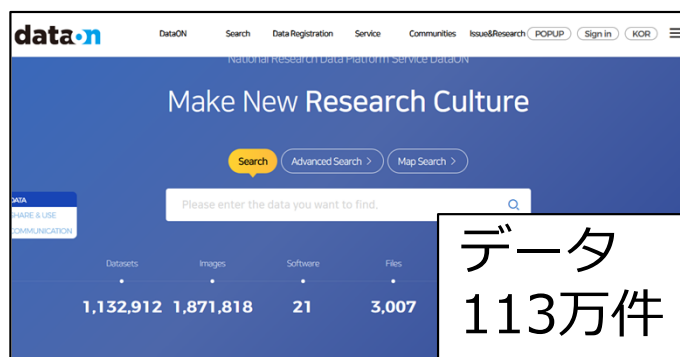 dataon
DataON Search Data Registration Service Communities Issue&Research POPUP Sign in KOR
National Research Data Platform Service DataON
Make New Research Culture
Search Advanced Search > Map Search >
Please enter the data you want to find.
DATA
SHARE & USE
COMMUNICATION
Datasets Images Software Files
1,132,912 1,871,818 21 3,007
データ
113万件